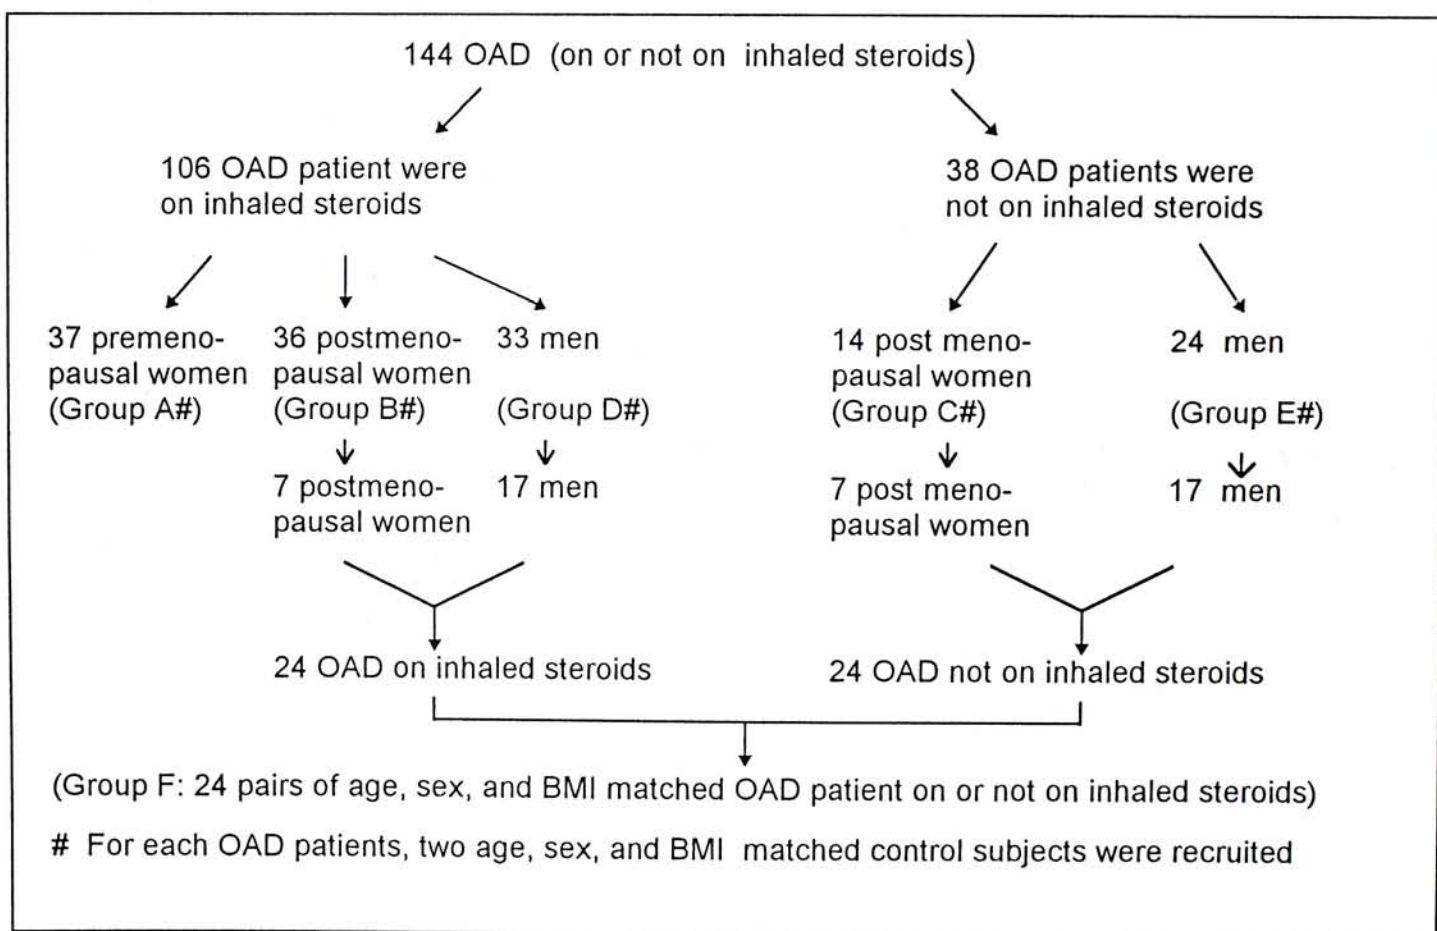 144 OAD (on or not on inhaled steroids)
106 OAD patient were
on inhaled steroids
38 OAD patients were
not on inhaled steroids
37 premeno-
pausal women
(Group A#)
36 postmeno-
pausal women
(Group B#)
33 men
(Group D#)
14 post meno-
pausal women
(Group C#)
24 men
(Group E#)
7 postmeno-
pausal women
17 men
7 post meno-
pausal women
17 men
24 OAD on inhaled steroids
24 OAD not on inhaled steroids
(Group F: 24 pairs of age, sex, and BMI matched OAD patient on or not on inhaled steroids)
# For each OAD patients, two age, sex, and BMI matched control subjects were recruited